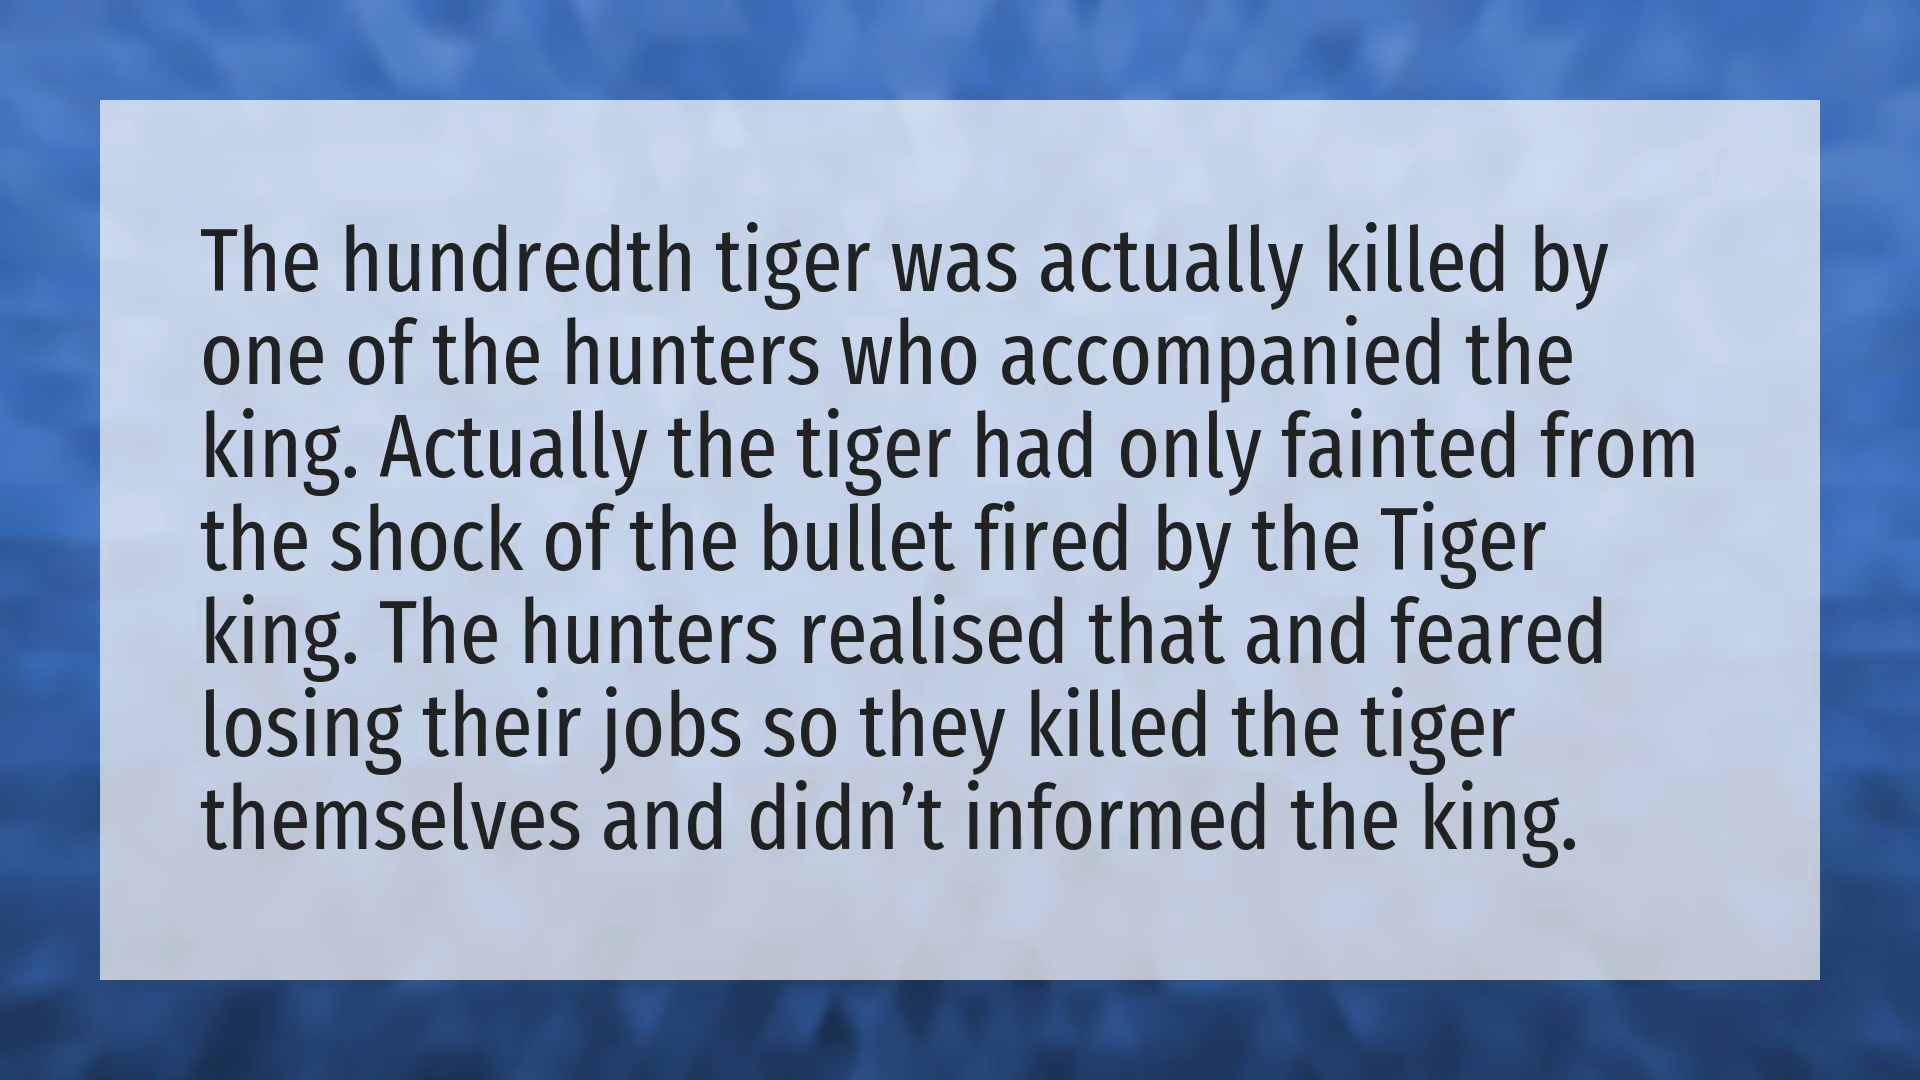 The hundredth tiger was actually killed by
one of the hunters who accompanied the
king. Actually the tiger had only fainted from
the shock of the bullet fired by the Tiger
king. The hunters realised that and feared
losing their jobs so they killed the tiger
themselves and didn’t informed the king.